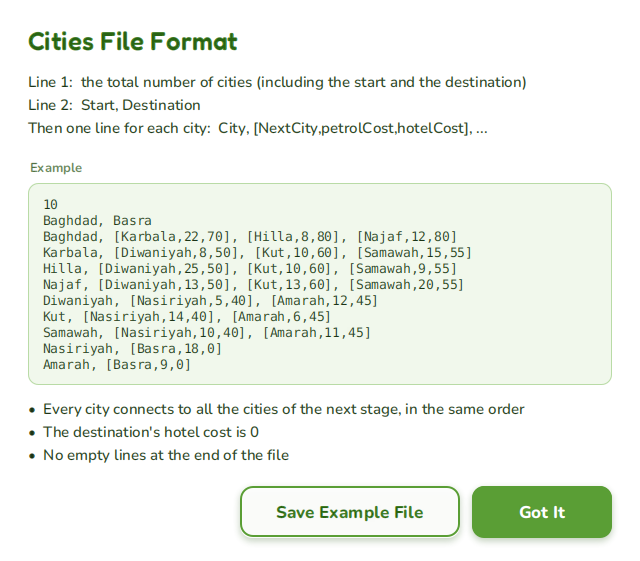 Cities File Format
Line 1:  the total number of cities (including the start and the destination)
Line 2:  Start, Destination
Then one line for each city:  City, [NextCity,petrolCost,hotelCost], ...
Example
10
Baghdad, Basra
Baghdad, [Karbala,22,70], [Hilla,8,80], [Najaf,12,80]
Karbala, [Diwaniyah,8,50], [Kut,10,60], [Samawah,15,55]
Hilla, [Diwaniyah,25,50], [Kut,10,60], [Samawah,9,55]
Najaf, [Diwaniyah,13,50], [Kut,13,60], [Samawah,20,55]
Diwaniyah, [Nasiriyah,5,40], [Amarah,12,45]
Kut, [Nasiriyah,14,40], [Amarah,6,45]
Samawah, [Nasiriyah,10,40], [Amarah,11,45]
Nasiriyah, [Basra,18,0]
Amarah, [Basra,9,0]
• Every city connects to all the cities of the next stage, in the same order
• The destination's hotel cost is 0
• No empty lines at the end of the file
Save Example File
Got It